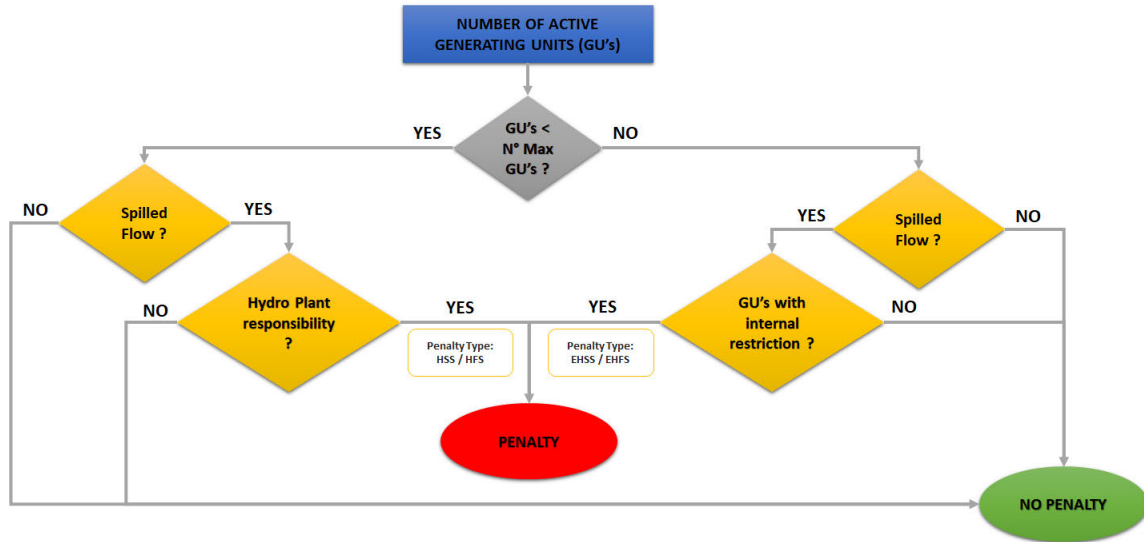 NUMBER OF ACTIVE
GENERATING UNITS (GU's)
YES
GU's <
N° Max
GU's ?
NO
NO
Spilled
Flow ?
YES
YES
Spilled
Flow ?
NO
NO
Hydro Plant
responsibility
?
YES
Penalty Type:
HSS / HFS
YES
Penalty Type:
EHSS / EHFS
GU's with
internal
restriction ?
NO
PENALTY
NO PENALTY